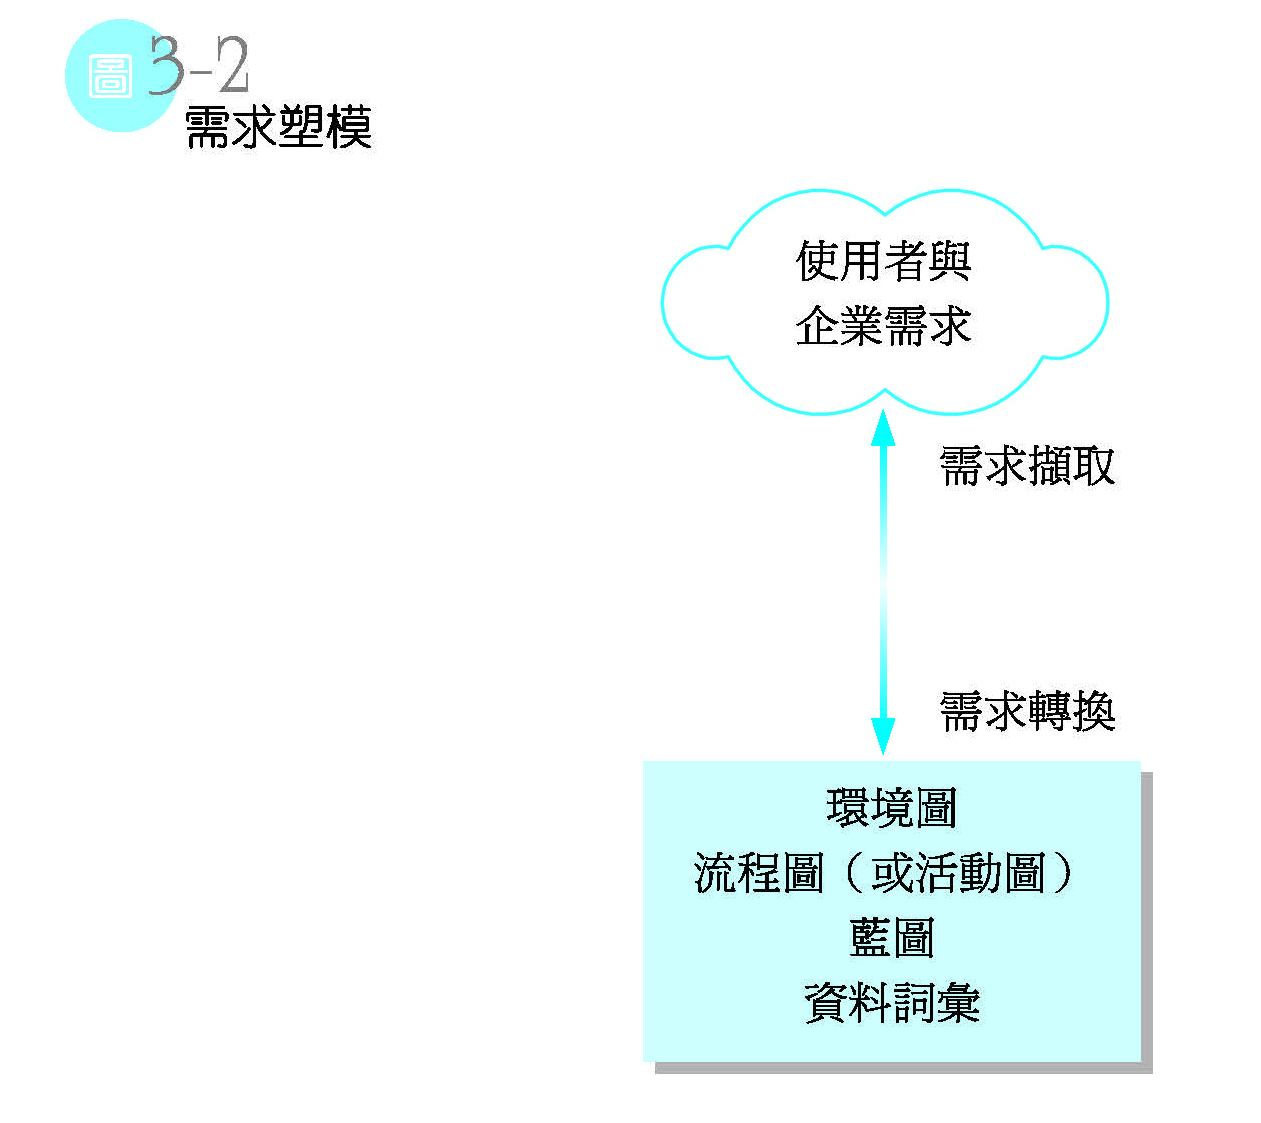 圖3-2
需求塑模
使用者與
企業需求
需求擷取
需求轉換
環境圖
流程圖（或活動圖）
藍圖
資料詞彙